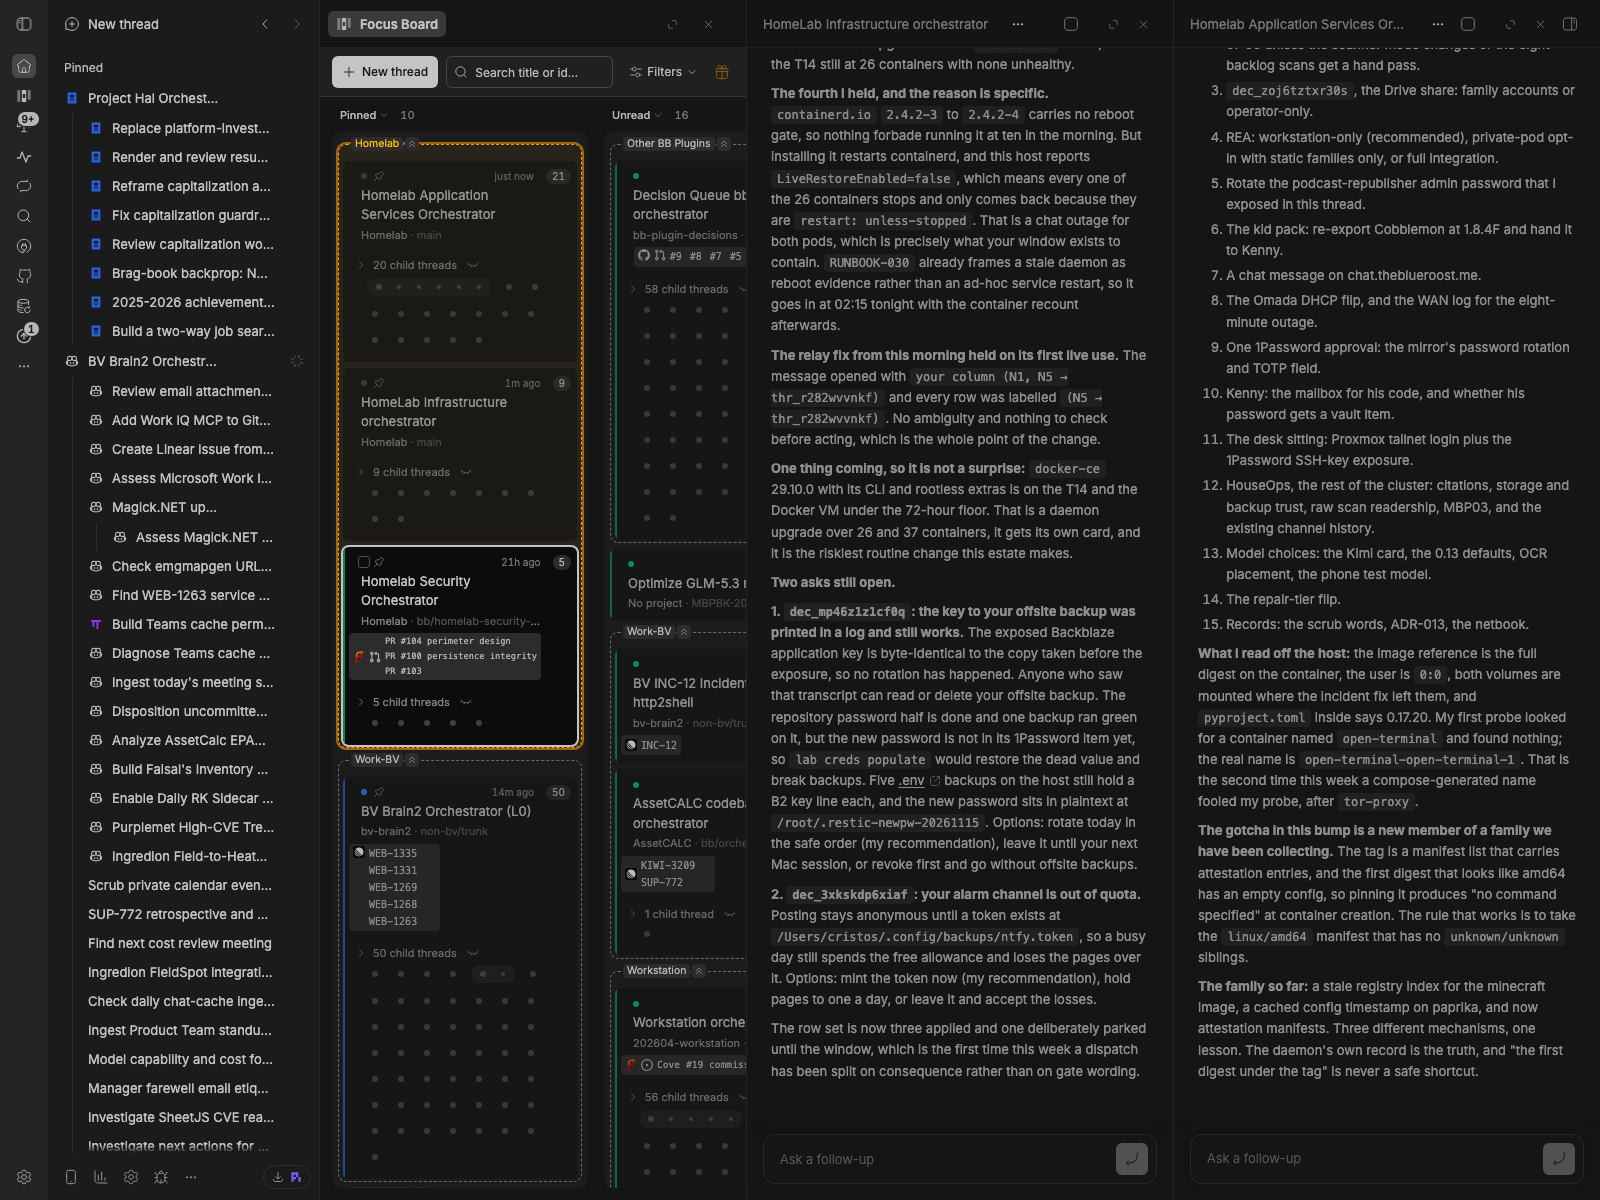 New thread
Pinned
Project Hal Orchest...
Replace platform-invest...
Render and review resu...
Reframe capitalization a...
Fix capitalization guardr...
Review capitalization wo...
Brag-book backprop: N...
2025-2026 achievement...
Build a two-way job sear...
BV Brain2 Orchestr...
Review email attachmen...
Add Work IQ MCP to Git...
Create Linear issue from...
Assess Microsoft Work I...
Magick.NET up...
Assess Magick.NET ...
Check emgmapgen URL...
Find WEB-1263 service ...
Build Teams cache perm...
Diagnose Teams cache ...
Ingest today's meeting s...
Disposition uncommitte...
Analyze AssetCalc EPA...
Build Faisal's Inventory ...
Enable Daily RK Sidecar ...
Purplemet High-CVE Tre...
Ingredion Field-to-Heat...
Scrub private calendar even...
SUP-772 retrospective and ...
Find next cost review meeting
Ingredion FieldSpot integrati...
Check daily chat-cache inge...
Ingest Product Team standu...
Model capability and cost fo...
Manager farewell email etiq...
Investigate SheetJS CVE rea...
Investigate next actions for ...
9+
1
Focus Board
New thread
Search title or id...
Filters
Pinned 10
Homelab
just now 21
Homelab Application
Services Orchestrator
Homelab · main
20 child threads
1m ago 9
HomeLab Infrastructure
orchestrator
Homelab · main
9 child threads
21h ago 5
Homelab Security
Orchestrator
Homelab · bb/homelab-security-...
PR #104 perimeter design
PR #100 persistence integrity
PR #103
5 child threads
Work-BV
14m ago 50
BV Brain2 Orchestrator (L0)
bv-brain2 · non-bv/trunk
WEB-1335
WEB-1331
WEB-1269
WEB-1268
WEB-1263
50 child threads
Unread 16
Other BB Plugins
Decision Queue bb
orchestrator
bb-plugin-decisions ·
#9 #8 #7 #5
58 child threads
Optimize GLM-5.3 r
No project · MBPBK-20
Work-BV
BV INC-12 Incident
http2shell
bv-brain2 · non-bv/tru
INC-12
AssetCALC codeba
orchestrator
AssetCALC · bb/orche
KIWI-3209
SUP-772
1 child thread
Workstation
Workstation orche
202604-workstation ·
Cove #19 commiss
56 child threads
HomeLab Infrastructure orchestrator
the T14 still at 26 containers with none unhealthy.
The fourth I held, and the reason is specific.
containerd.io 2.4.2-3 to 2.4.2-4 carries no reboot
gate, so nothing forbade running it at ten in the morning. But
installing it restarts containerd, and this host reports
LiveRestoreEnabled=false , which means every one of
the 26 containers stops and only comes back because they
are restart: unless-stopped. That is a chat outage for
both pods, which is precisely what your window exists to
contain. RUNBOOK-030 already frames a stale daemon as
reboot evidence rather than an ad-hoc service restart, so it
goes in at 02:15 tonight with the container recount
afterwards.
The relay fix from this morning held on its first live use. The
message opened with your column (N1, N5 →
thr_r282wvvnkf) and every row was labelled (N5 →
thr_r282wvvnkf). No ambiguity and nothing to check
before acting, which is the whole point of the change.
One thing coming, so it is not a surprise: docker-ce
29.10.0 with its CLI and rootless extras is on the T14 and the
Docker VM under the 72-hour floor. That is a daemon
upgrade over 26 and 37 containers, it gets its own card, and
it is the riskiest routine change this estate makes.
Two asks still open.
1. dec_mp46z1z1cf0q : the key to your offsite backup was
printed in a log and still works. The exposed Backblaze
application key is byte-identical to the copy taken before the
exposure, so no rotation has happened. Anyone who saw
that transcript can read or delete your offsite backup. The
repository password half is done and one backup ran green
on it, but the new password is not in its 1Password item yet,
so lab creds populate would restore the dead value and
break backups. Five .env backups on the host still hold a
B2 key line each, and the new password sits in plaintext at
/root/.restic-newpw-20261115 . Options: rotate today in
the safe order (my recommendation), leave it until your next
Mac session, or revoke first and go without offsite backups.
2. dec_3xkskdp6xiaf : your alarm channel is out of quota.
Posting stays anonymous until a token exists at
/Users/cristos/.config/backups/ntfy.token , so a busy
day still spends the free allowance and loses the pages over
it. Options: mint the token now (my recommendation), hold
pages to one a day, or leave it and accept the losses.
The row set is now three applied and one deliberately parked
until the window, which is the first time this week a dispatch
has been split on consequence rather than on gate wording.
Ask a follow-up
Homelab Application Services Or...
backlog scans get a hand pass.
3. dec_zoj6tztxr30s , the Drive share: family accounts or
operator-only.
4. REA: workstation-only (recommended), private-pod opt-
in with static families only, or full integration.
5. Rotate the podcast-republisher admin password that I
exposed in this thread.
6. The kid pack: re-export Cobblemon at 1.8.4F and hand it
to Kenny.
7. A chat message on chat.theblueroost.me.
8. The Omada DHCP flip, and the WAN log for the eight-
minute outage.
9. One 1Password approval: the mirror's password rotation
and TOTP field.
10. Kenny: the mailbox for his code, and whether his
password gets a vault item.
11. The desk sitting: Proxmox tailnet login plus the
1Password SSH-key exposure.
12. HouseOps, the rest of the cluster: citations, storage and
backup trust, raw scan readership, MBP03, and the
existing channel history.
13. Model choices: the Kimi card, the 0.13 defaults, OCR
placement, the phone test model.
14. The repair-tier flip.
15. Records: the scrub words, ADR-013, the netbook.
What I read off the host: the image reference is the full
digest on the container, the user is 0:0 , both volumes are
mounted where the incident fix left them, and
pyproject.toml inside says 0.17.20. My first probe looked
for a container named open-terminal and found nothing;
the real name is open-terminal-open-terminal-1 . That is
the second time this week a compose-generated name
fooled my probe, after tor-proxy .
The gotcha in this bump is a new member of a family we
have been collecting. The tag is a manifest list that carries
attestation entries, and the first digest that looks like amd64
has an empty config, so pinning it produces "no command
specified" at container creation. The rule that works is to take
the linux/amd64 manifest that has no unknown/unknown
siblings.
The family so far: a stale registry index for the minecraft
image, a cached config timestamp on paprika, and now
attestation manifests. Three different mechanisms, one
lesson. The daemon's own record is the truth, and "the first
digest under the tag" is never a safe shortcut.
Ask a follow-up